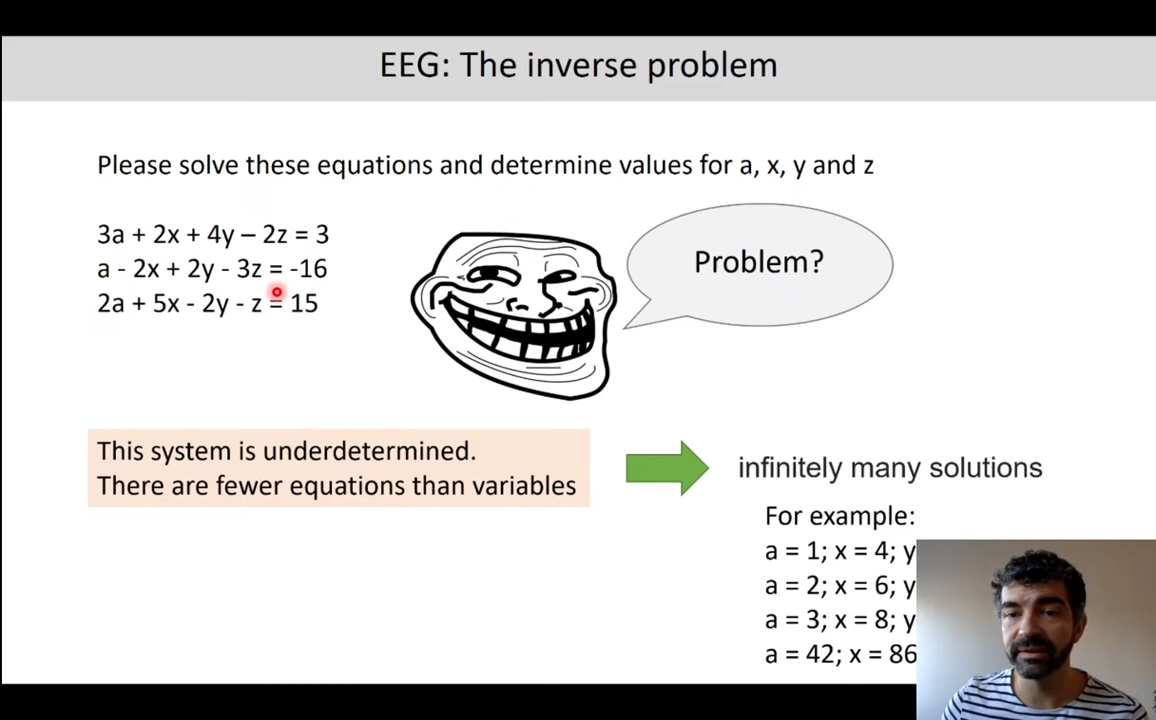 EEG: The inverse problem
Please solve these equations and determine values for a, x, y and z
3a + 2x + 4y – 2z = 3
a - 2x + 2y - 3z = -16
2a + 5x - 2y - z = 15
Problem?
This system is underdetermined.
There are fewer equations than variables
infinitely many solutions
For example:
a = 1; x = 4; y
a = 2; x = 6; y
a = 3; x = 8; y
a = 42; x = 86